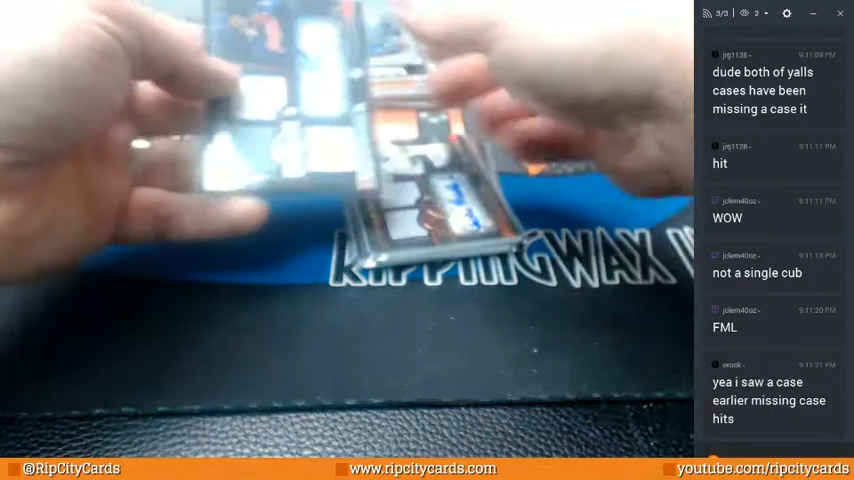 3/3
2
jrg1128-
9:11:09 PM
dude both of yalls
cases have been
missing a case it
jrg1128-
9:11:11 PM
hit
jclem40oz-
9:11:11 PM
WOW
jclem40oz-
9:11:18 PM
not a single cub
jclem40oz-
9:11:20 PM
FML
9:11:21 PM
yea i saw a case
earlier missing case
hits
RIPPINGWAX
@RipCityCards
www.ripcitycards.com
youtube.com/ripcitycards